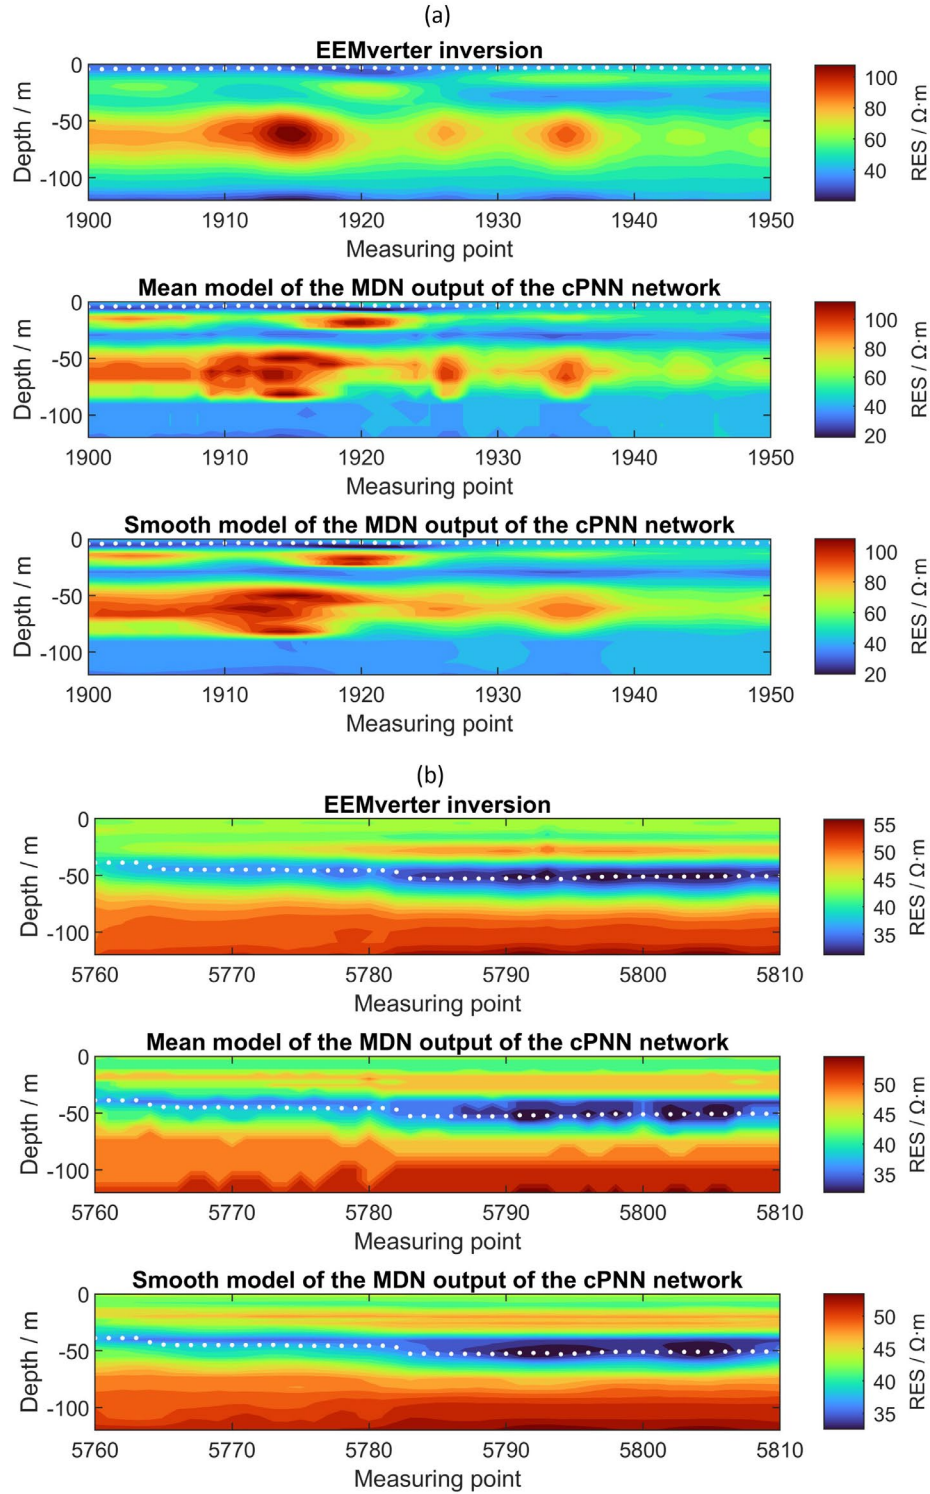 (a)
EEMverter inversion
0
-50
-100
Depth / m
1900 1910 1920 1930 1940 1950
Measuring point
100
80
60
40
RES / Ω·m
Mean model of the MDN output of the cPNN network
0
-50
-100
Depth / m
1900 1910 1920 1930 1940 1950
Measuring point
100
80
60
40
20
RES / Ω·m
Smooth model of the MDN output of the cPNN network
0
-50
-100
Depth / m
1900 1910 1920 1930 1940 1950
Measuring point
100
80
60
40
20
RES / Ω·m
(b)
EEMverter inversion
0
-50
-100
Depth / m
5760 5770 5780 5790 5800 5810
Measuring point
55
50
45
40
35
RES / Ω·m
Mean model of the MDN output of the cPNN network
0
-50
-100
Depth / m
5760 5770 5780 5790 5800 5810
Measuring point
50
45
40
35
RES / Ω·m
Smooth model of the MDN output of the cPNN network
0
-50
-100
Depth / m
5760 5770 5780 5790 5800 5810
Measuring point
50
45
40
35
RES / Ω·m